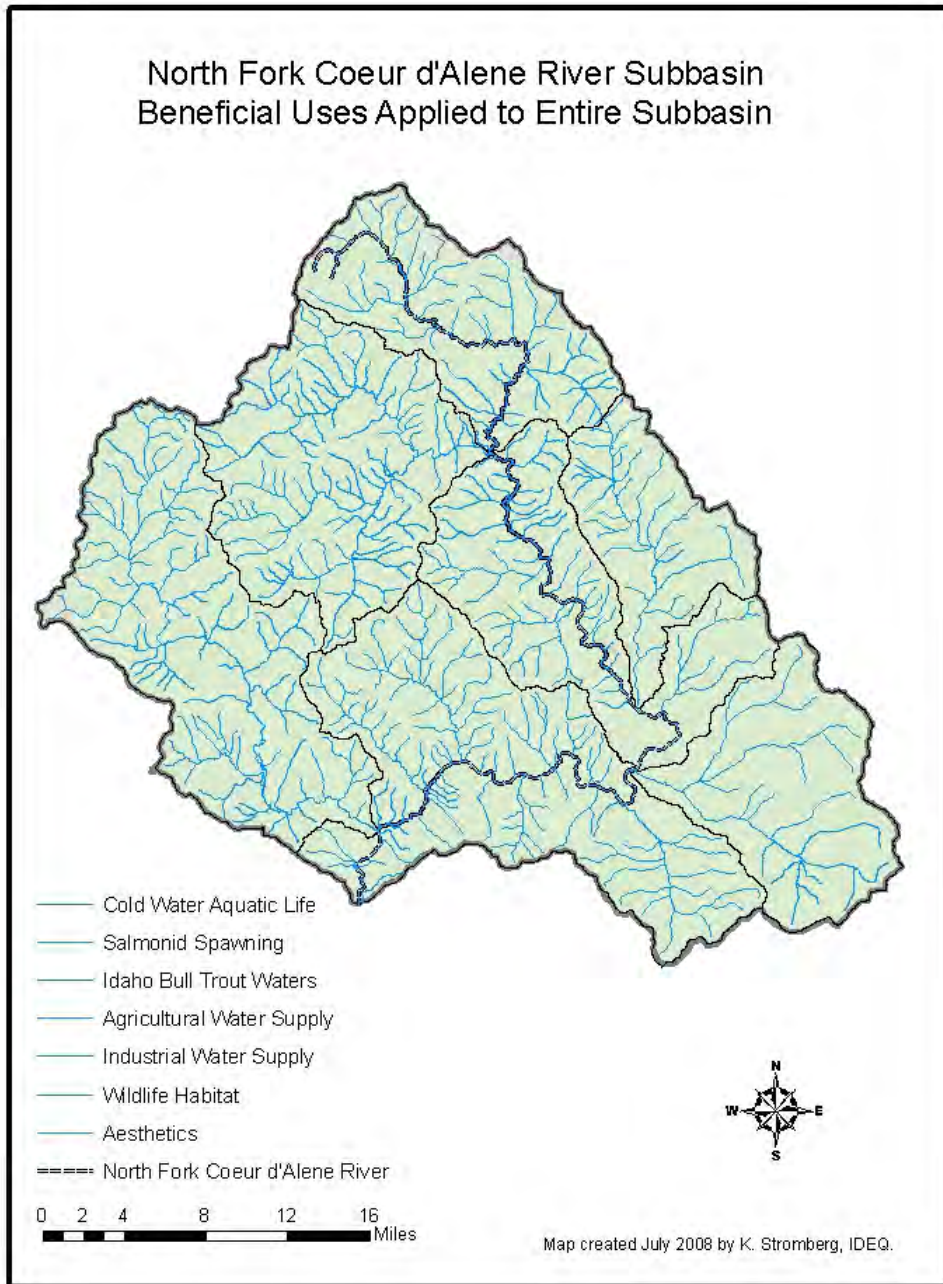 North Fork Coeur d'Alene River Subbasin
Beneficial Uses Applied to Entire Subbasin
Cold Water Aquatic Life
Salmonid Spawning
Idaho Bull Trout Waters
Agricultural Water Supply
Industrial Water Supply
Wildlife Habitat
Aesthetics
North Fork Coeur d'Alene River
N
W E
S
0 2 4 8 12 16
Miles
Map created July 2008 by K. Stromberg, IDEQ.